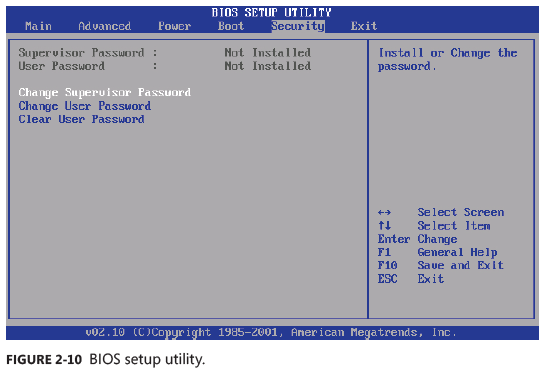 BIOS SETUP UTILITY
Main Advanced Power Boot Security Exit
Supervisor Password : Not Installed
User Password : Not Installed
Change Supervisor Password
Change User Password
Clear User Password
Install or Change the
password.
↔ Select Screen
↑↓ Select Item
Enter Change
F1 General Help
F10 Save and Exit
ESC Exit
v02.10 (C)Copyright 1985-2001, American Megatrends, Inc.
FIGURE 2-10 BIOS setup utility.